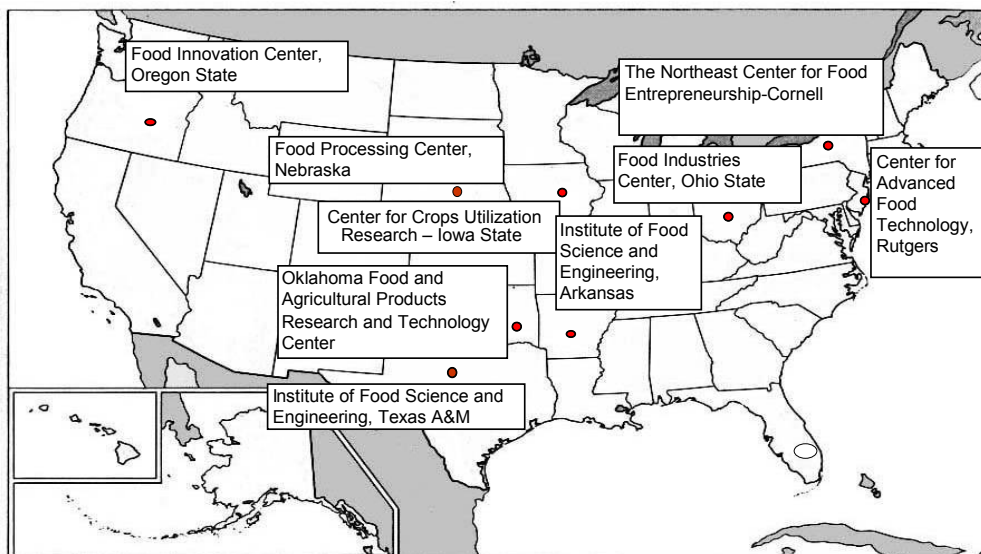 Food Innovation Center,
Oregon State
The Northeast Center for Food
Entrepreneurship-Cornell
Food Processing Center,
Nebraska
Food Industries
Center, Ohio State
Center for
Advanced
Food
Technology,
Rutgers
Center for Crops Utilization
Research – Iowa State
Institute of Food
Science and
Engineering,
Arkansas
Oklahoma Food and
Agricultural Products
Research and Technology
Center
Institute of Food Science and
Engineering, Texas A&M